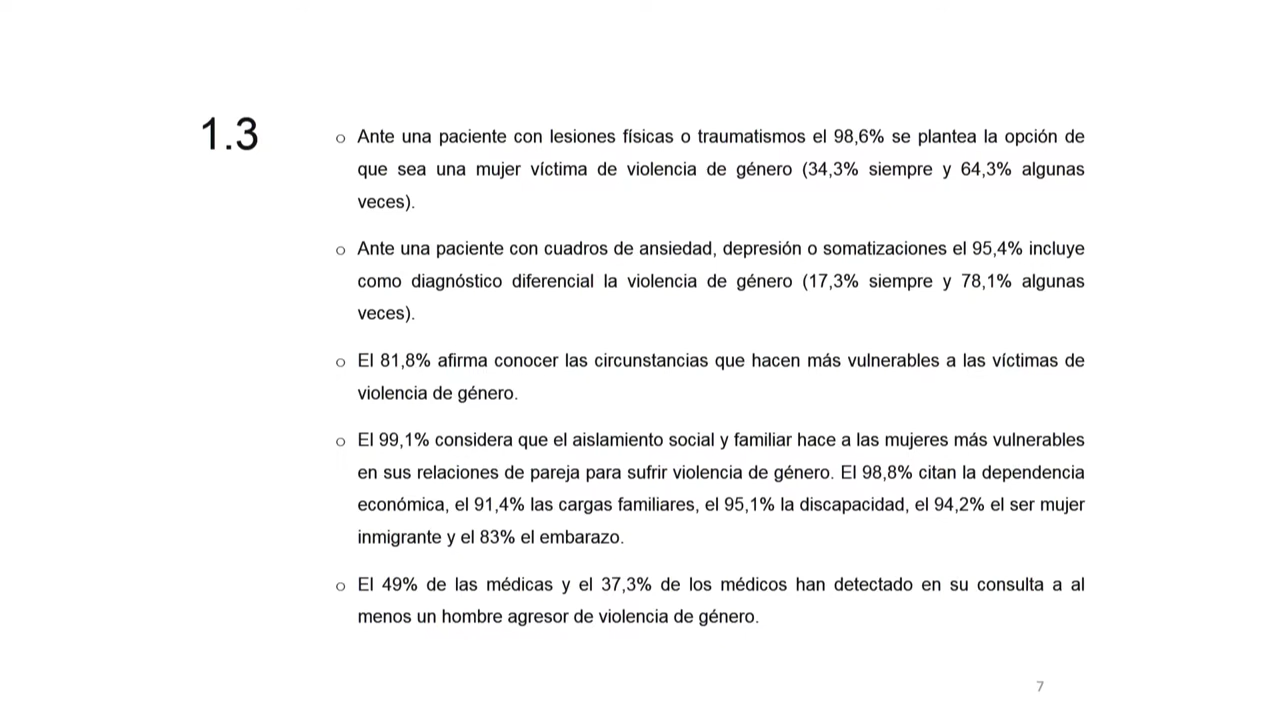 1.3
o Ante una paciente con lesiones físicas o traumatismos el 98,6% se plantea la opción de
que sea una mujer víctima de violencia de género (34,3% siempre y 64,3% algunas
veces).
o Ante una paciente con cuadros de ansiedad, depresión o somatizaciones el 95,4% incluye
como diagnóstico diferencial la violencia de género (17,3% siempre y 78,1% algunas
veces).
o El 81,8% afirma conocer las circunstancias que hacen más vulnerables a las víctimas de
violencia de género.
o El 99,1% considera que el aislamiento social y familiar hace a las mujeres más vulnerables
en sus relaciones de pareja para sufrir violencia de género. El 98,8% citan la dependencia
económica, el 91,4% las cargas familiares, el 95,1% la discapacidad, el 94,2% el ser mujer
inmigrante y el 83% el embarazo.
o El 49% de las médicas y el 37,3% de los médicos han detectado en su consulta a al
menos un hombre agresor de violencia de género.
7